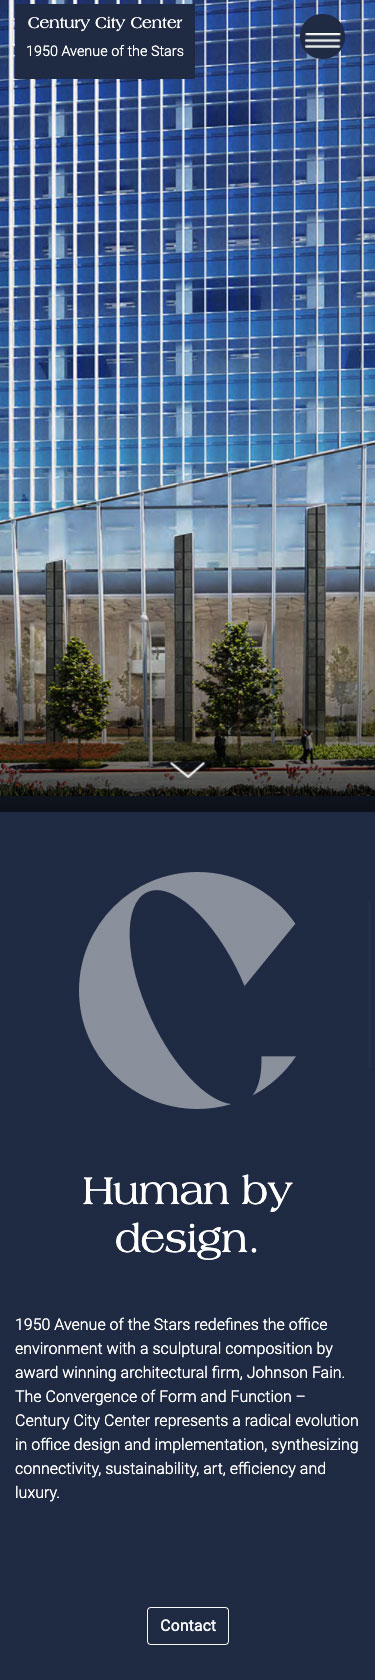 Century City Center
1950 Avenue of the Stars
Human by
design.
1950 Avenue of the Stars redefines the office
environment with a sculptural composition by
award winning architectural firm, Johnson Fain.
The Convergence of Form and Function –
Century City Center represents a radical evolution
in office design and implementation, synthesizing
connectivity, sustainability, art, efficiency and
luxury.
Contact